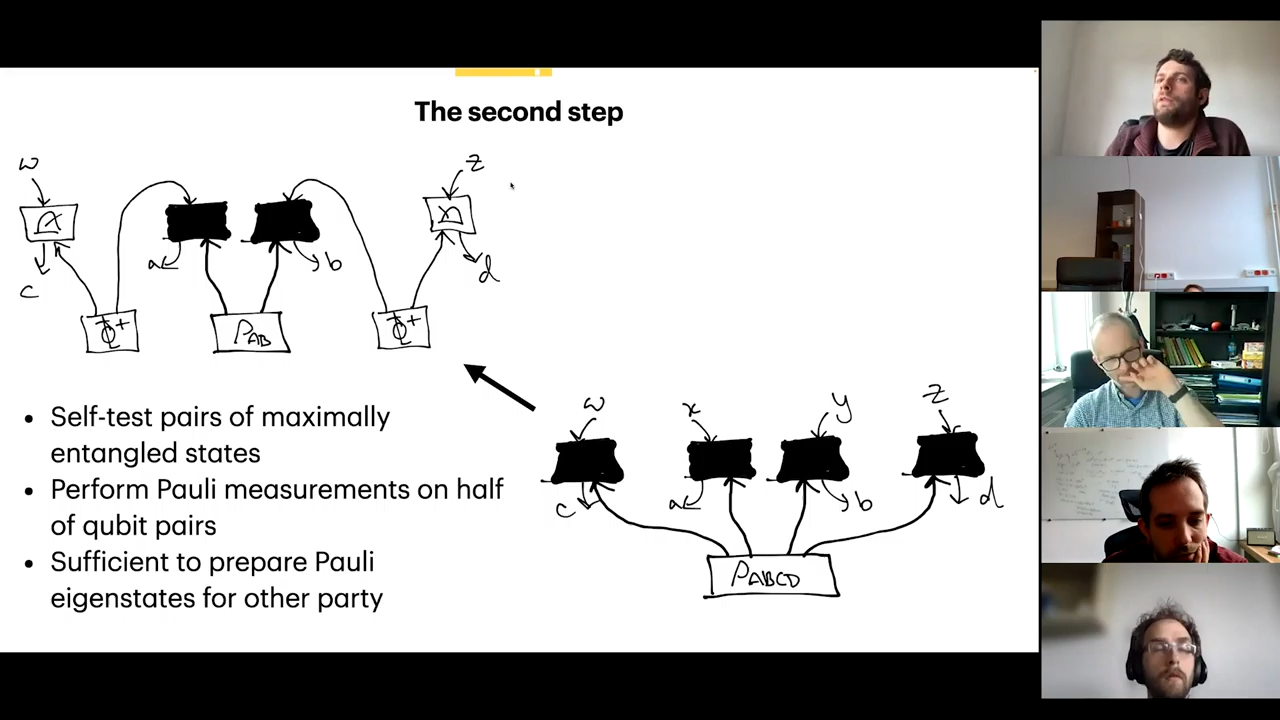 The second step
w
z
a
b
c
d
Φ+
ρAB
Φ+
• Self-test pairs of maximally
entangled states
• Perform Pauli measurements on half
of qubit pairs
• Sufficient to prepare Pauli
eigenstates for other party
w
x
y
z
c
a
b
d
ρABCD